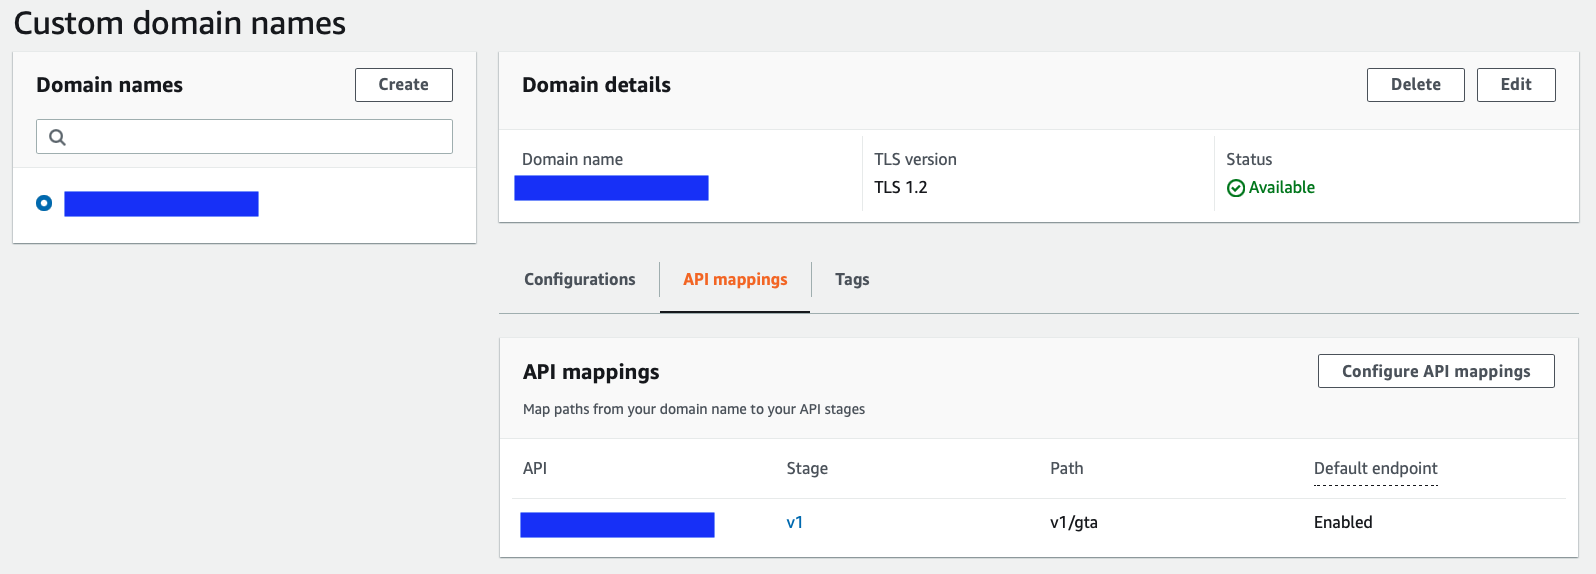 Custom domain names
Domain names
Create
Domain details
Delete
Edit
Domain name
TLS version
TLS 1.2
Status
Available
Configurations
API mappings
Tags
API mappings
Configure API mappings
Map paths from your domain name to your API stages
API
Stage
Path
Default endpoint
v1
v1/gta
Enabled